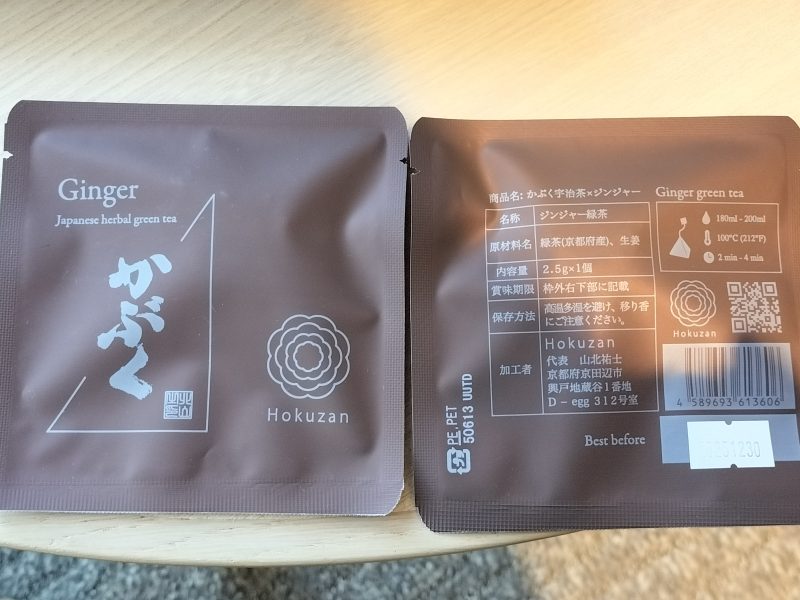 Ginger
Japanese herbal green tea
かぶく
Hokuzan
商品名: かぶく宇治茶×ジンジャー
名称 ジンジャー緑茶
原材料名 緑茶(京都府産)、生姜
内容量 2.5g×1個
賞味期限 枠外右下部に記載
保存方法 高温多湿を避け、移り香
にご注意ください。
加工者 Hokuzan
代表 山北祐士
京都府京田辺市
興戸地蔵谷1番地
D-egg 312号室
Ginger green tea
180ml - 200ml
100°C (212°F)
2 min - 4 min
Hokuzan
4 589693 613606
Best before
PE.PET
50613 UUTD